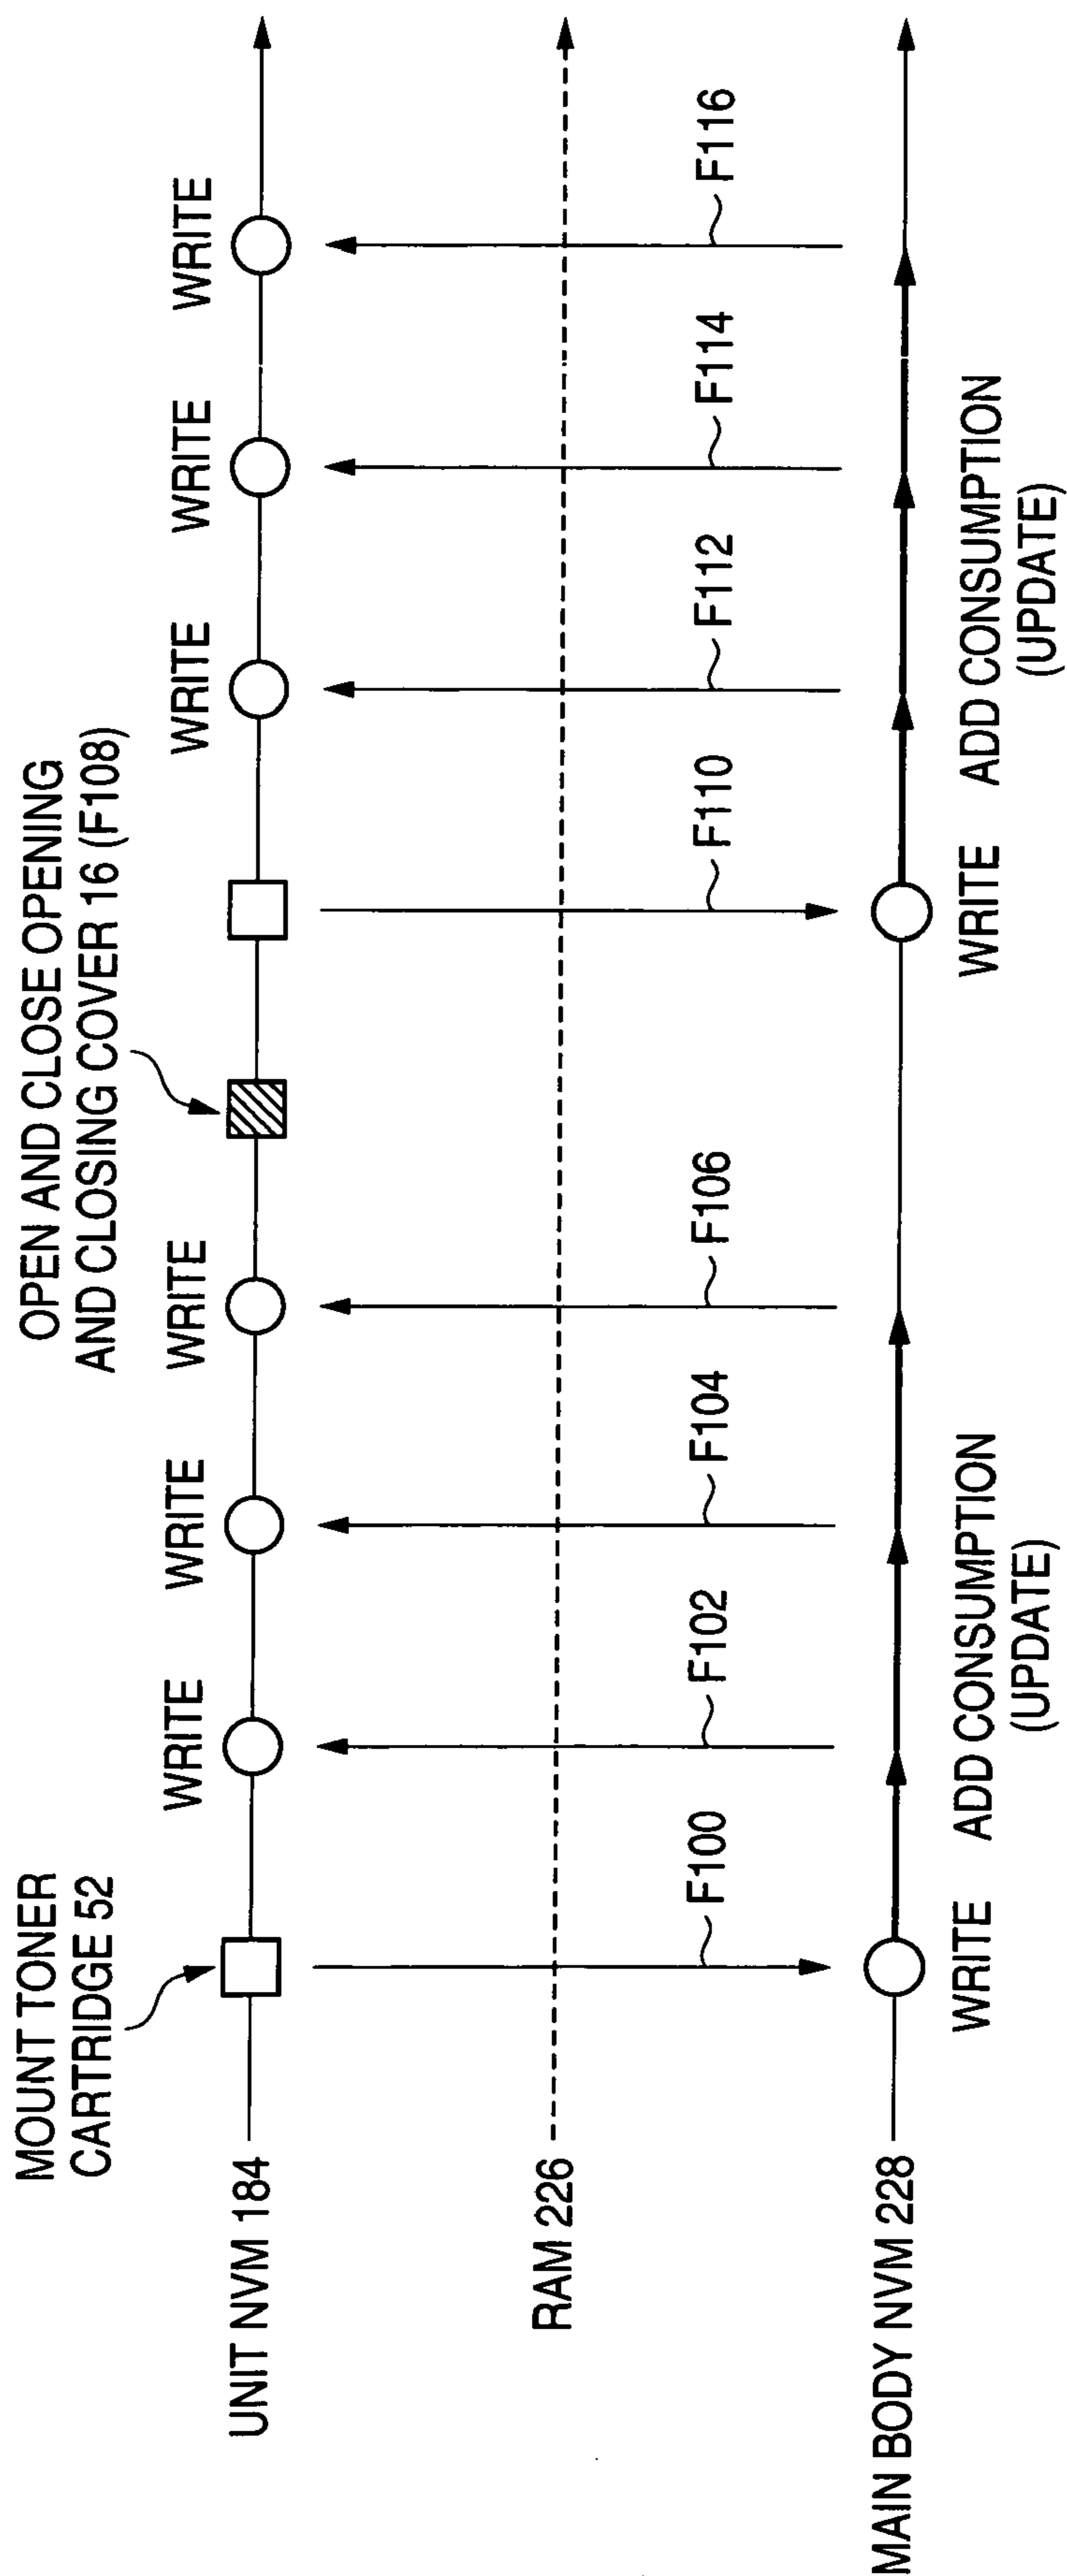 MOUNT TONER
CARTRIDGE 52
OPEN AND CLOSE OPENING
AND CLOSING COVER 16 (F108)
UNIT NVM 184
WRITE
WRITE
WRITE
WRITE
WRITE
WRITE
RAM 226
F100
F102
F104
F106
F110
F112
F114
F116
MAIN BODY NVM 228
WRITE
ADD CONSUMPTION
(UPDATE)
WRITE
ADD CONSUMPTION
(UPDATE)